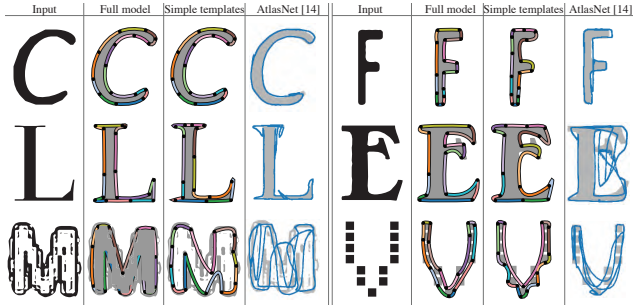 Input Full model Simple templates AtlasNet [14] Input Full model Simple templates AtlasNet [14]
C C C C F F F F
L L L L E E E E
M M M M V V V V